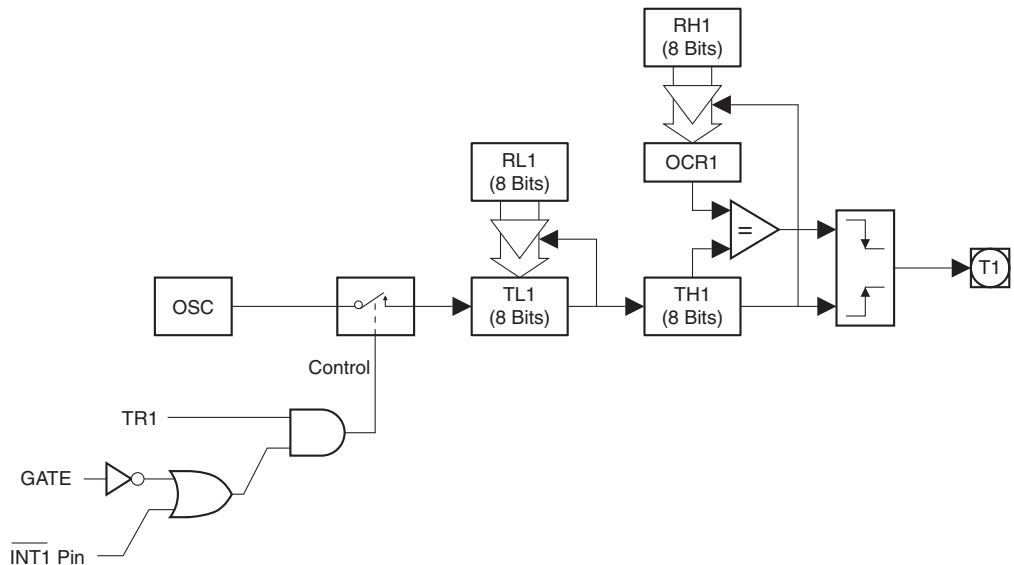 RH1
(8 Bits)
RL1
(8 Bits)
OCR1
=
OSC
TL1
(8 Bits)
TH1
(8 Bits)
T1
Control
TR1
GATE
INT1 Pin